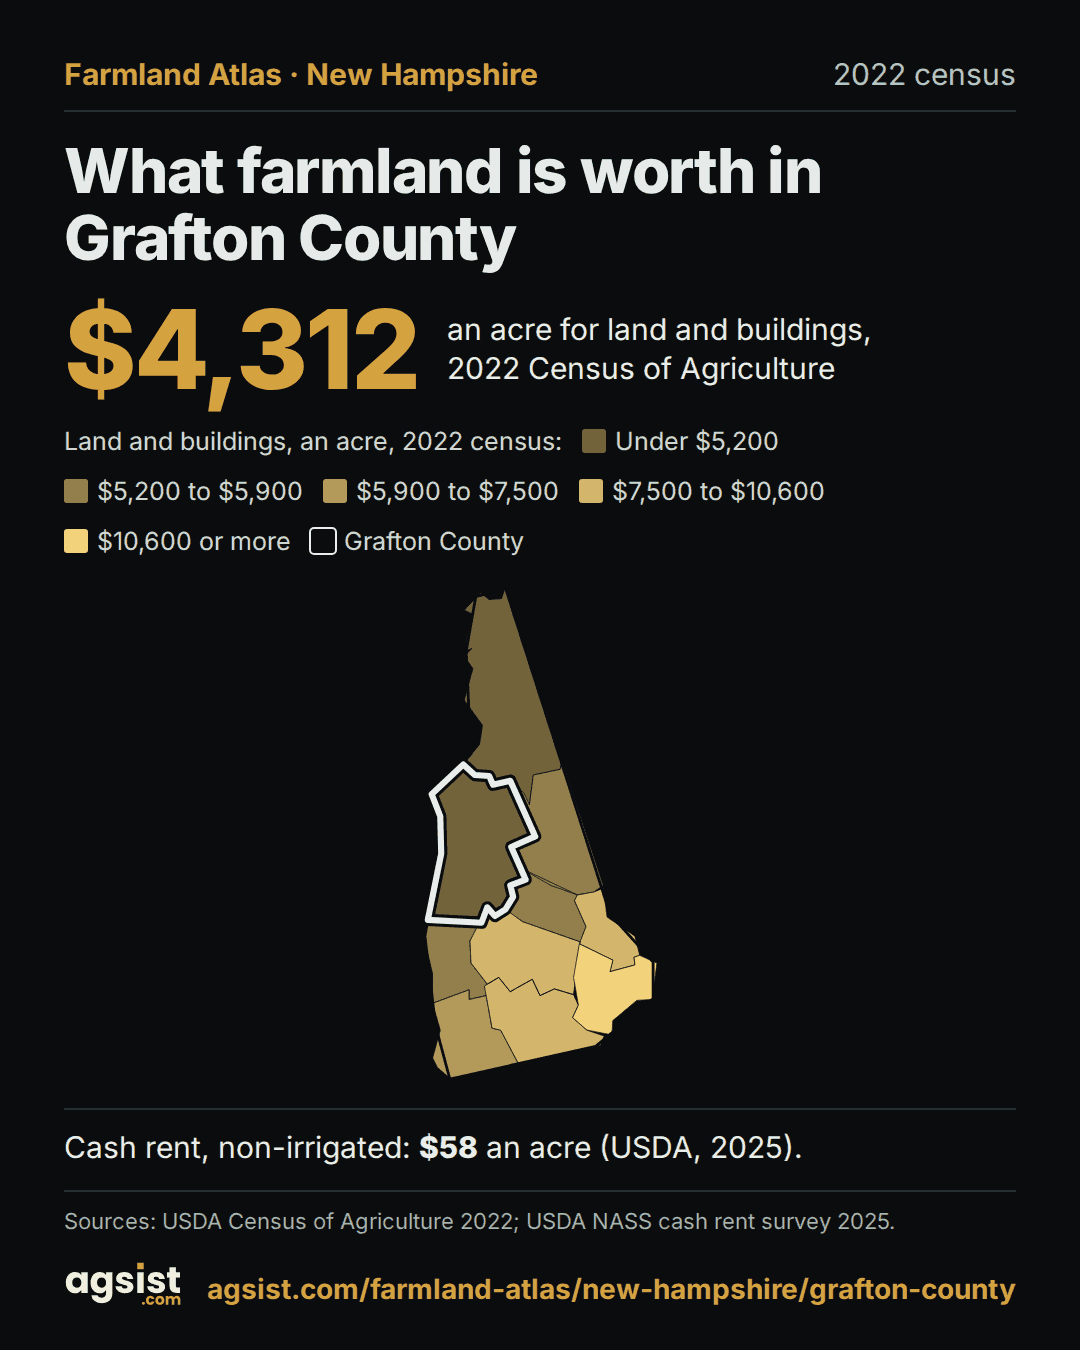 Farmland Atlas · New Hampshire
2022 census
What farmland is worth in
Grafton County
$4,312
an acre for land and buildings,
2022 Census of Agriculture
Land and buildings, an acre, 2022 census: Under $5,200
$5,200 to $5,900 $5,900 to $7,500 $7,500 to $10,600
$10,600 or more Grafton County
Cash rent, non-irrigated: $58 an acre (USDA, 2025).
Sources: USDA Census of Agriculture 2022; USDA NASS cash rent survey 2025.
agsist
.com
agsist.com/farmland-atlas/new-hampshire/grafton-county